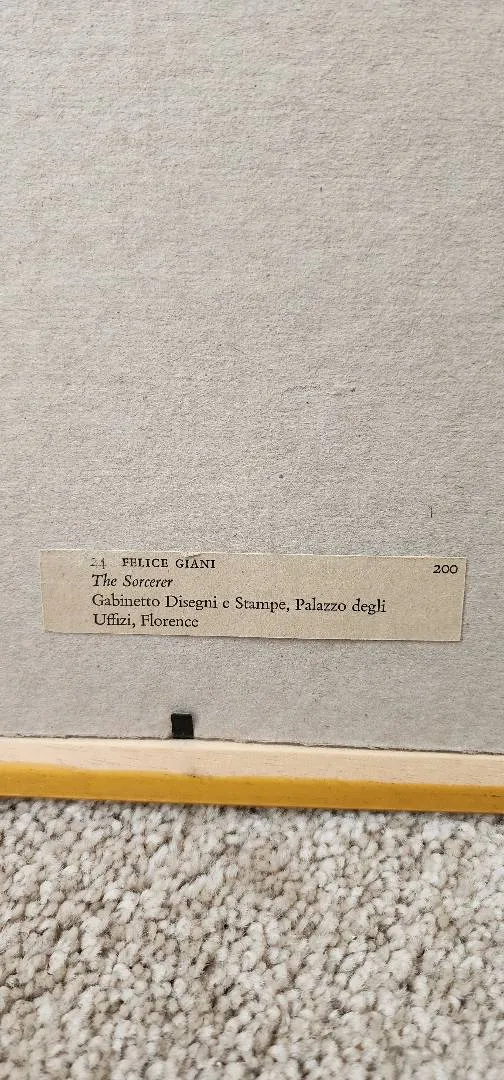 24 FELICE GIANI 200
The Sorcerer
Gabinetto Disegni e Stampe, Palazzo degli
Uffizi, Florence